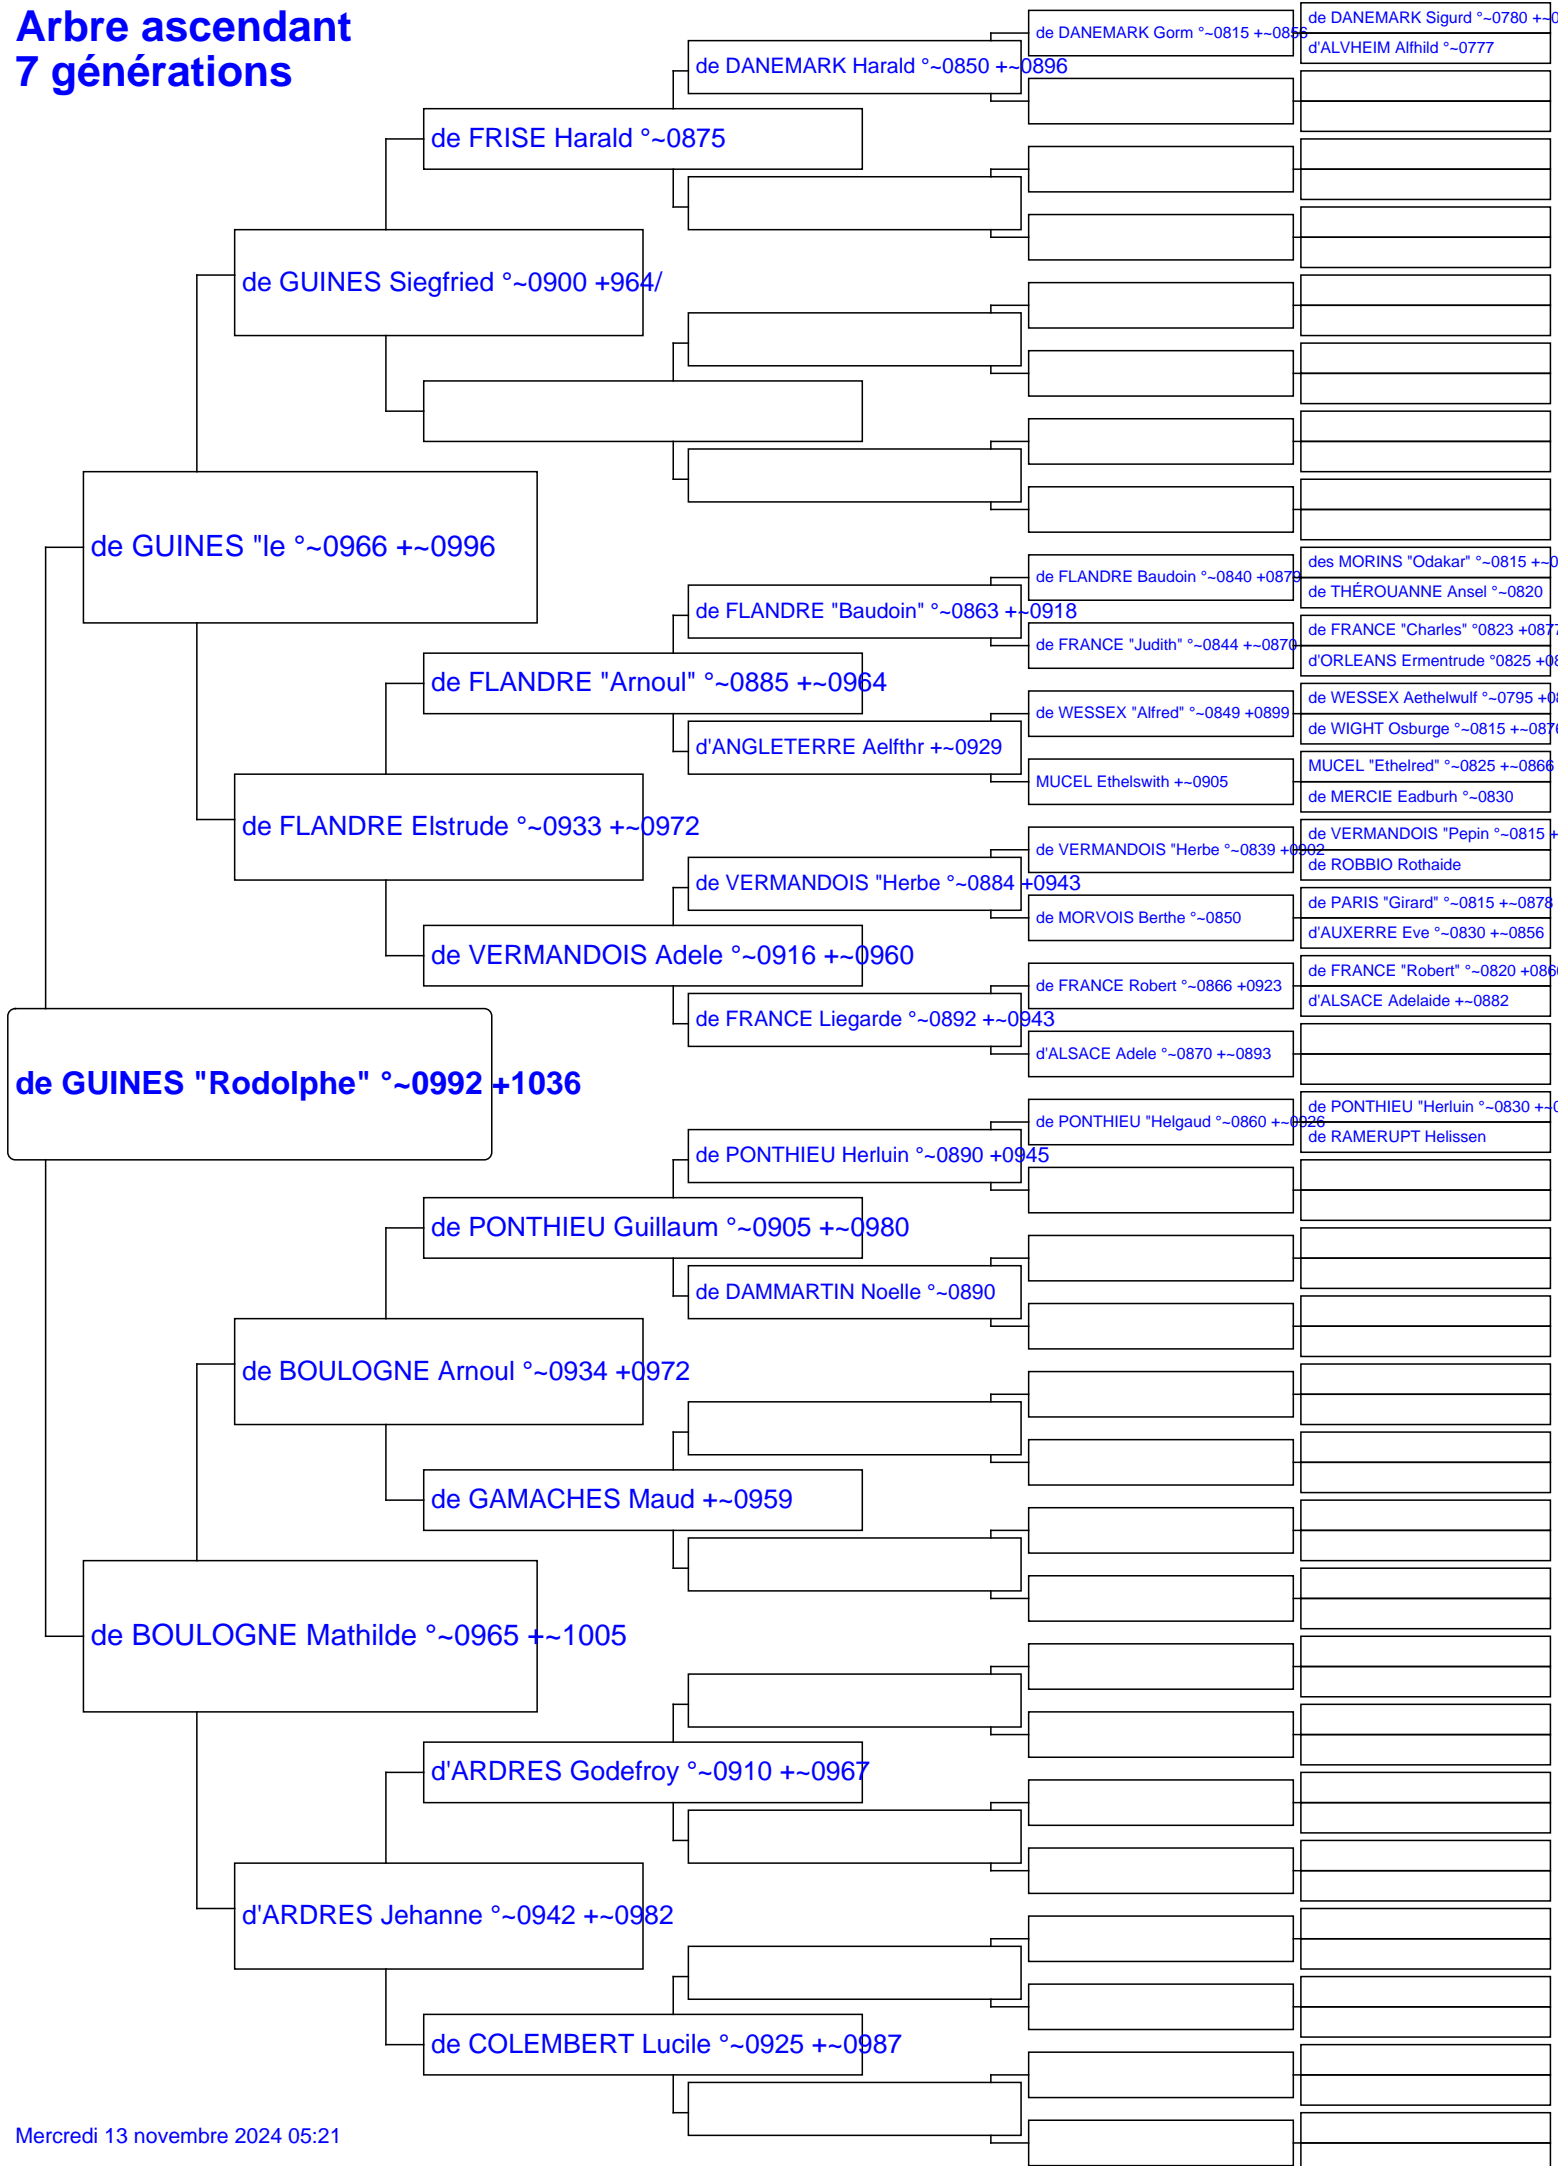 Arbre ascendant
7 générations
de GUINES "Rodolphe" °~0992 +1036
de GUINES "le °~0966 +~0996
de BOULOGNE Mathilde °~0965 +~1005
de GUINES Siegfried °~0900 +964/
de FLANDRE Elstrude °~0933 +~0972
de BOULOGNE Arnoul °~0934 +0972
d'ARDRES Jehanne °~0942 +~0982
de FRISE Harald °~0875
de FLANDRE "Arnoul" °~0885 +~0964
de VERMANDOIS Adele °~0916 +~0960
de PONTHIEU Guillaum °~0905 +~0980
de GAMACHES Maud +~0959
d'ARDRES Godefroy °~0910 +~0967
de COLEMBERT Lucile °~0925 +~0987
de DANEMARK Harald °~0850 +~0896
de FLANDRE "Baudoin" °~0863 +~0918
d'ANGLETERRE Aelfthr +~0929
de VERMANDOIS "Herbe °~0884 +0943
de FRANCE Liegarde °~0892 +~0943
de PONTHIEU Herluin °~0890 +0945
de DAMMARTIN Noelle °~0890
de DANEMARK Gorm °~0815 +~0856
de FLANDRE Baudoin °~0840 +0879
de FRANCE "Judith" °~0844 +~0870
de WESSEX "Alfred" °~0849 +0899
MUCEL Ethelswith +~0905
de VERMANDOIS "Herbe °~0839 +0902
de MORVOIS Berthe °~0850
de FRANCE Robert °~0866 +0923
d'ALSACE Adele °~0870 +~0893
de PONTHIEU "Helgaud °~0860 +~0926
de DANEMARK Sigurd °~0780 +~0
d'ALVHEIM Alfhild °~0777
des MORINS "Odakar" °~0815 +~0
de THÉROUANNE Ansel °~0820
de FRANCE "Charles" °0823 +0877
d'ORLEANS Ermentrude °0825 +08
de WESSEX Aethelwulf °~0795 +08
de WIGHT Osburge °~0815 +~0876
MUCEL "Ethelred" °~0825 +~0866
de MERCIE Eadburh °~0830
de VERMANDOIS "Pepin °~0815 +
de ROBBIO Rothaide
de PARIS "Girard" °~0815 +~0878
d'AUXERRE Eve °~0830 +~0856
de FRANCE "Robert" °~0820 +0866
d'ALSACE Adelaide +~0882
de PONTHIEU "Herluin °~0830 +~0
de RAMERUPT Helissen
Mercredi 13 novembre 2024 05:21